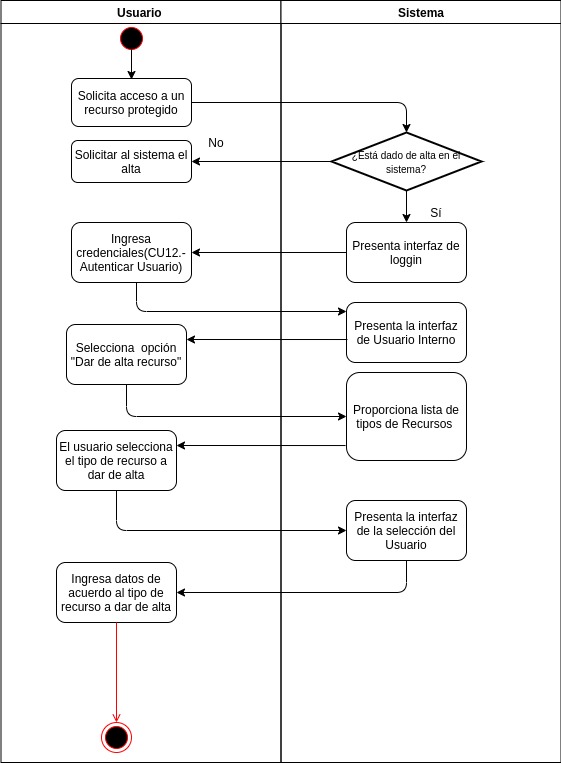 Usuario
Sistema
Solicita acceso a un
recurso protegido
No
Solicitar al sistema el
alta
¿Está dado de alta en el
sistema?
Sí
Ingresa
credenciales(CU12.-
Autenticar Usuario)
Presenta interfaz de
loggin
Presenta la interfaz
de Usuario Interno
Selecciona opción
"Dar de alta recurso"
Proporciona lista de
tipos de Recursos
El usuario selecciona
el tipo de recurso a
dar de alta
Presenta la interfaz
de la selección del
Usuario
Ingresa datos de
acuerdo al tipo de
recurso a dar de alta